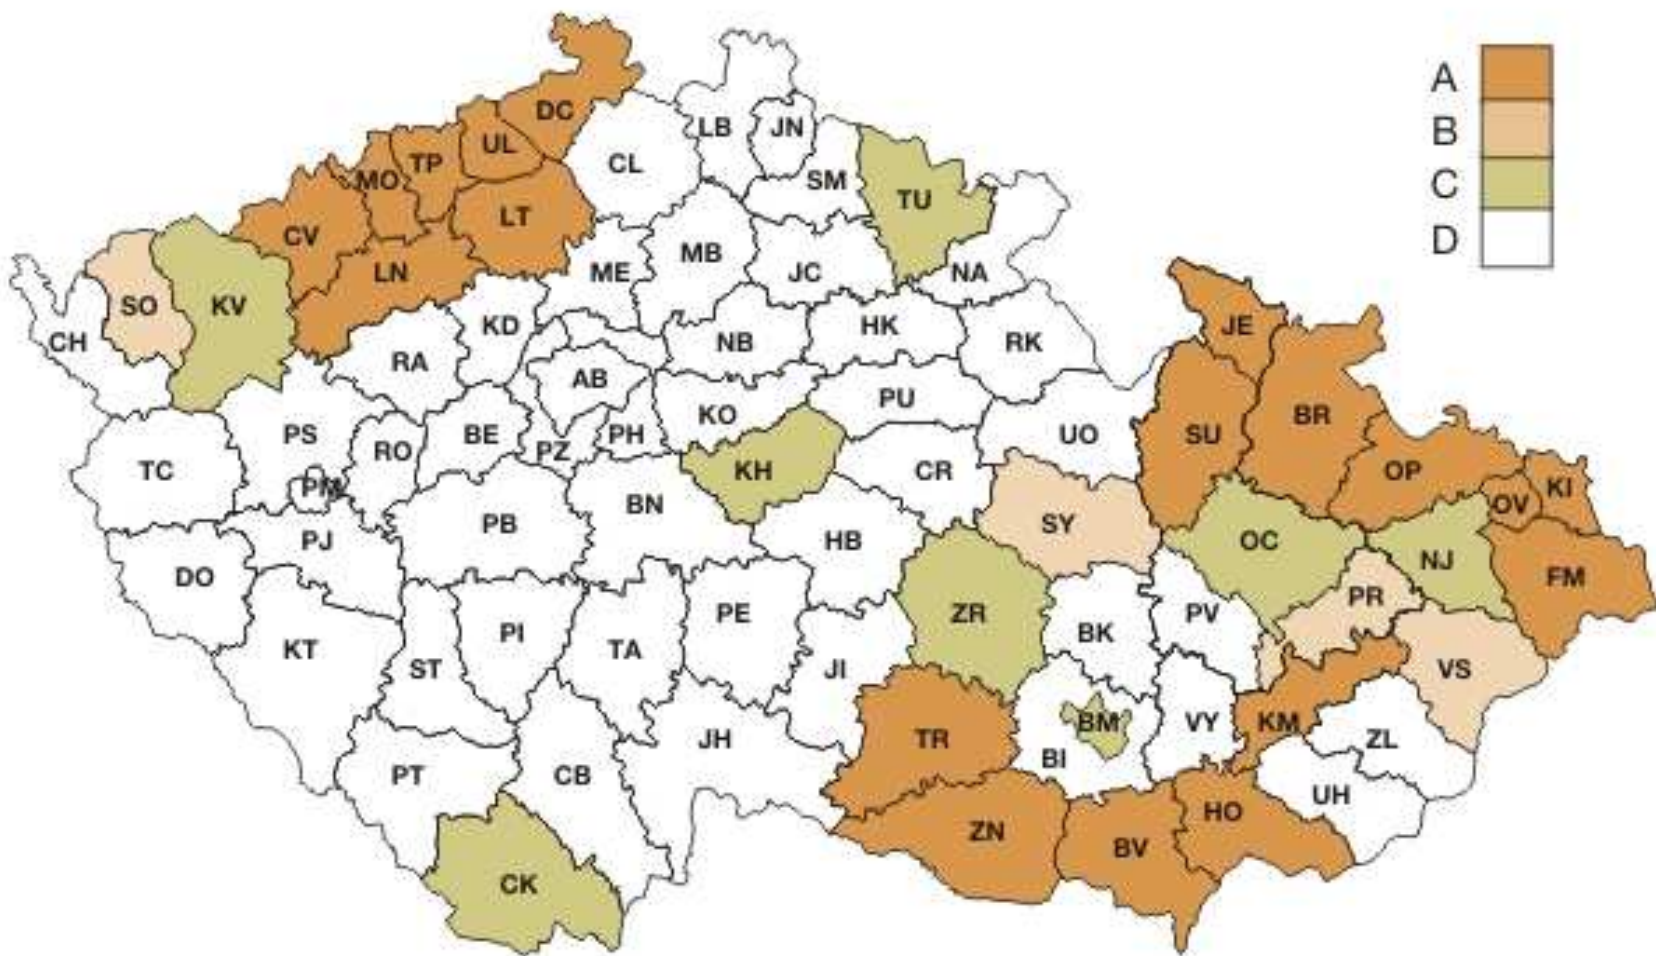 A
B
C
D
DC
UL
TP
MO
CV
LT
LN
CL
LB
JN
SM
TU
SO
KV
CH
ME
MB
JC
NA
KD
RA
AB
NB
HK
RK
PS
RO
BE
PZ
PH
KO
PU
UO
TC
PM
KH
CR
PJ
PB
BN
HB
SY
DO
KT
ST
PI
TA
PE
JI
ZR
BK
PV
PT
CB
JH
TR
BI
BM
VY
CK
ZN
BV
HO
KM
ZL
UH
JE
SU
BR
OP
OV
KI
OC
NJ
FM
PR
VS